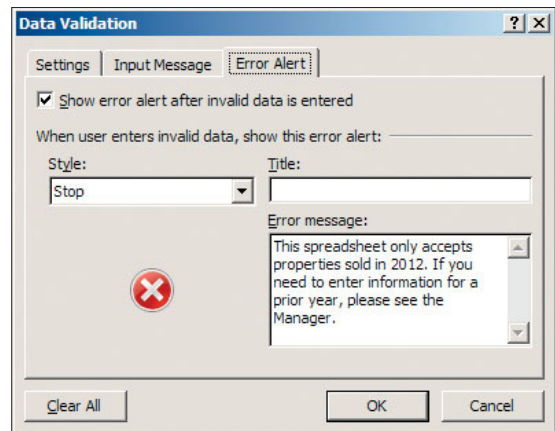 Data Validation ? x
Settings Input Message Error Alert
Show error alert after invalid data is entered
When user enters invalid data, show this error alert:
Style: Title:
Stop
Error message:
This spreadsheet only accepts
properties sold in 2012. If you
need to enter information for a
prior year, please see the
Manager.
Clear All OK Cancel